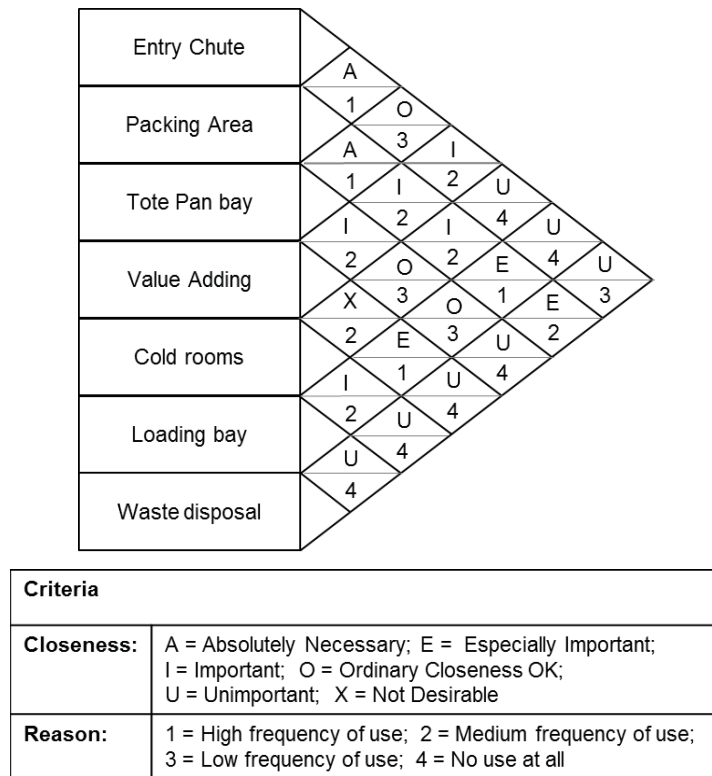 Entry Chute
Packing Area
Tote Pan bay
Value Adding
Cold rooms
Loading bay
Waste disposal
A
1
O
3
A
1
I
2
I
2
U
4
I
2
I
2
U
4
O
3
E
1
U
3
X
2
O
3
E
2
E
1
U
4
I
2
U
4
U
4
U
4
Criteria
Closeness: A = Absolutely Necessary; E = Especially Important;
I = Important; O = Ordinary Closeness OK;
U = Unimportant; X = Not Desirable
Reason: 1 = High frequency of use; 2 = Medium frequency of use;
3 = Low frequency of use; 4 = No use at all